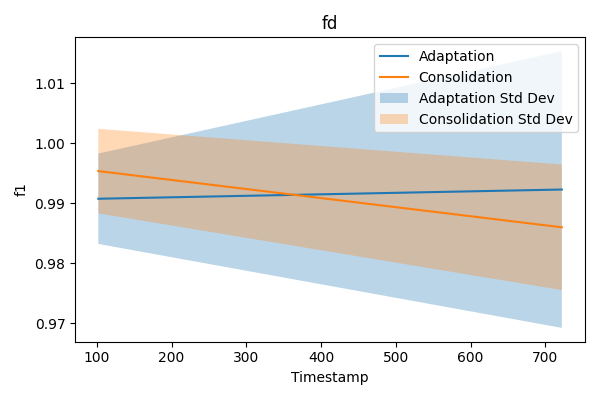 fd
Adaptation
Consolidation
Adaptation Std Dev
Consolidation Std Dev
f1
1.01
1.00
0.99
0.98
0.97
100 200 300 400 500 600 700
Timestamp